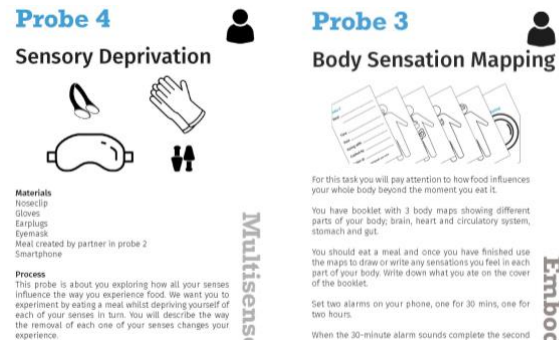 Probe 4
Sensory Deprivation
Materials
Noseclip
Gloves
Earplugs
Eyemask
Meal created by partner in probe 2
Smartphone
Process
This probe is about you exploring how all your senses
influence the way you experience food. We want you to
experiment by eating a meal whilst depriving yourself of
each of your senses in turn. You will describe the way
the removal of each one of your senses changes your
experience.
Multisenso
Probe 3
Body Sensation Mapping
For this task you will pay attention to how food influences
your whole body beyond the moment you eat it.
You have booklet with 3 body maps showing different
parts of your body; brain, heart and circulatory system,
stomach and gut.
You should eat a meal and once you have finished use
the maps to draw or write any sensations you feel in each
part of your body. Write down what you ate on the cover
of the booklet.
Set two alarms on your phone, one for 30 mins, one for
two hours.
When the 30-minute alarm sounds complete the second
Embod